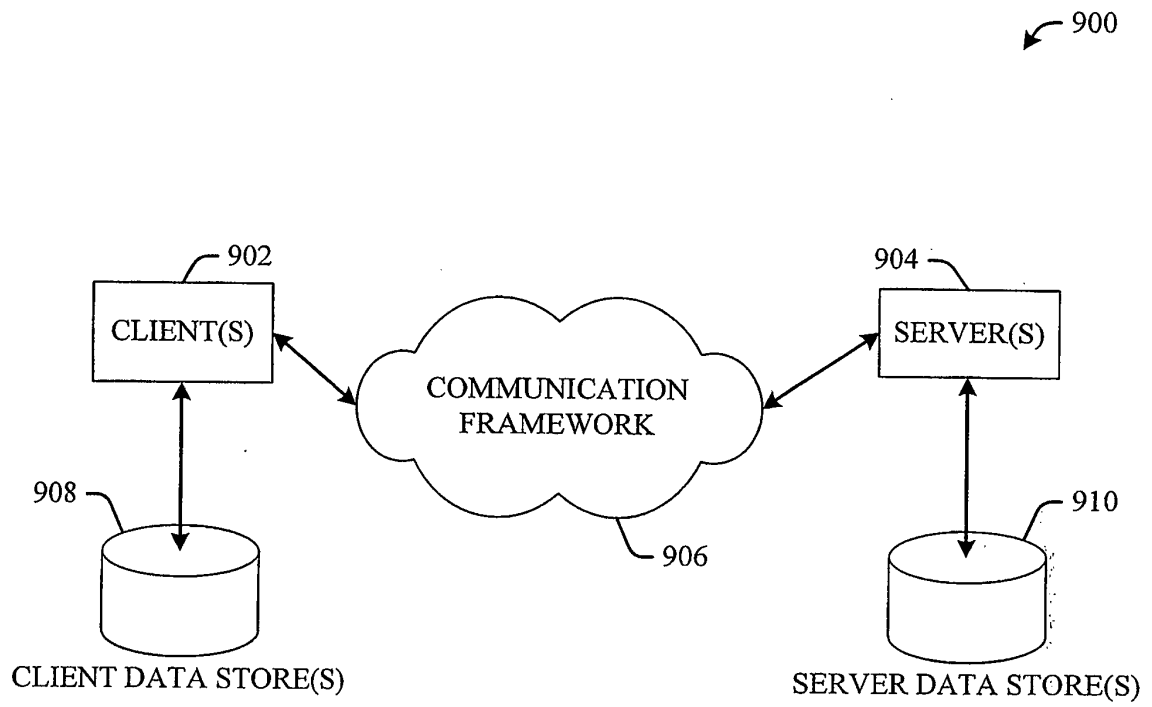 900
902
904
CLIENT(S)
SERVER(S)
COMMUNICATION
FRAMEWORK
908
910
906
CLIENT DATA STORE(S)
SERVER DATA STORE(S)